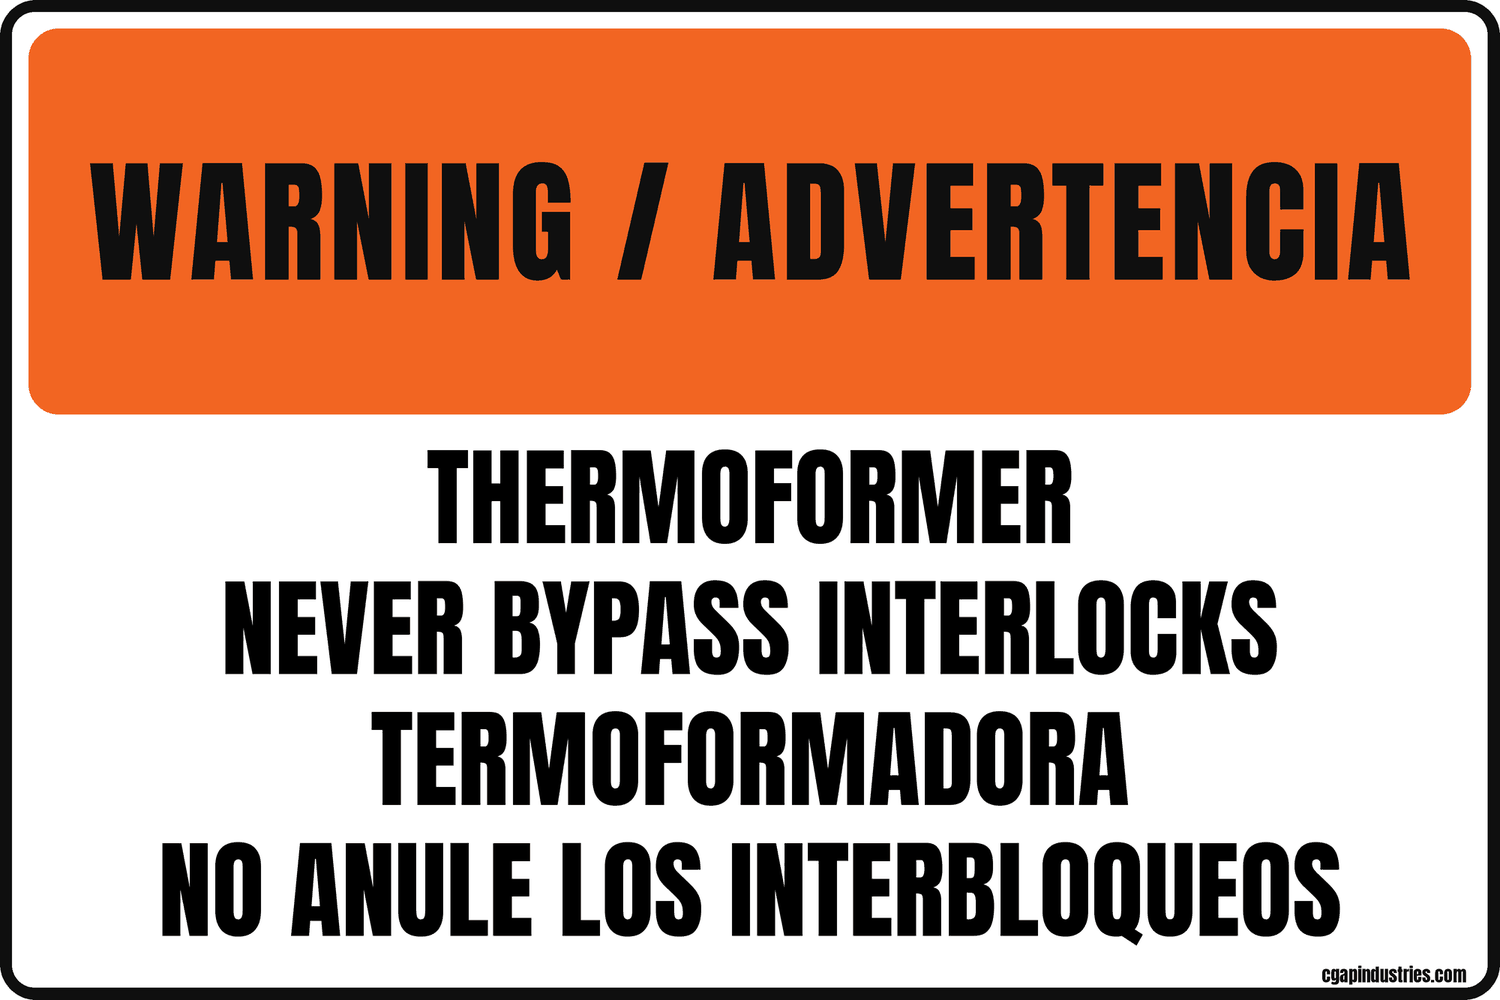 WARNING / ADVERTENCIA
THERMOFORMER
NEVER BYPASS INTERLOCKS
TERMOFORMADORA
NO ANULE LOS INTERBLOQUEOS
cgapindustries.com